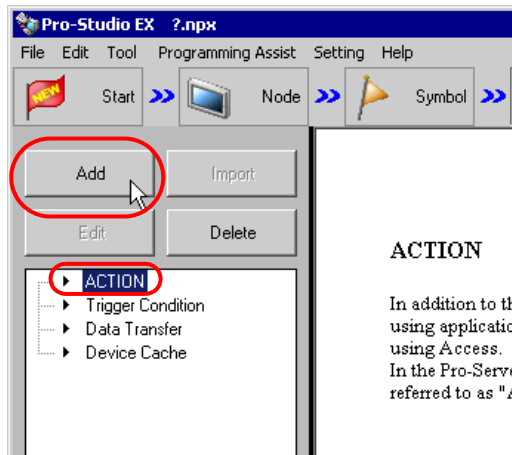 Pro-Studio EX ?.npx
File Edit Tool Programming Assist Setting Help
NEW Start Node Symbol
Add Import
Edit Delete
ACTION
Trigger Condition
Data Transfer
Device Cache
ACTION
In addition to th
using applicatio
using Access.
In the Pro-Serve
referred to as "A